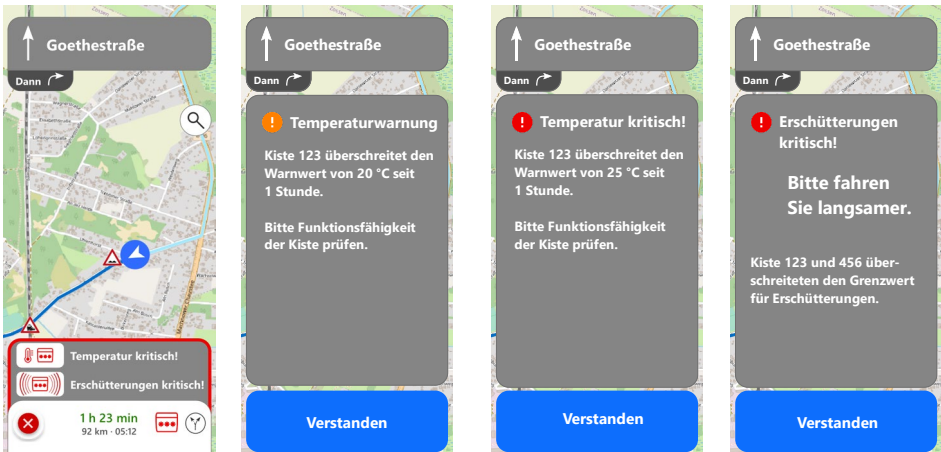 Goethestraße
Dann
Temperatur kritisch!
Erschütterungen kritisch!
1 h 23 min
92 km · 05:12
Goethestraße
Dann
Temperaturwarnung
Kiste 123 überschreitet den
Warnwert von 20 °C seit
1 Stunde.
Bitte Funktionsfähigkeit
der Kiste prüfen.
Verstanden
Goethestraße
Dann
Temperatur kritisch!
Kiste 123 überschreitet den
Warnwert von 25 °C seit
1 Stunde.
Bitte Funktionsfähigkeit
der Kiste prüfen.
Verstanden
Goethestraße
Dann
Erschütterungen
kritisch!
Bitte fahren
Sie langsamer.
Kiste 123 und 456 über-
schreiteten den Grenzwert
für Erschütterungen.
Verstanden